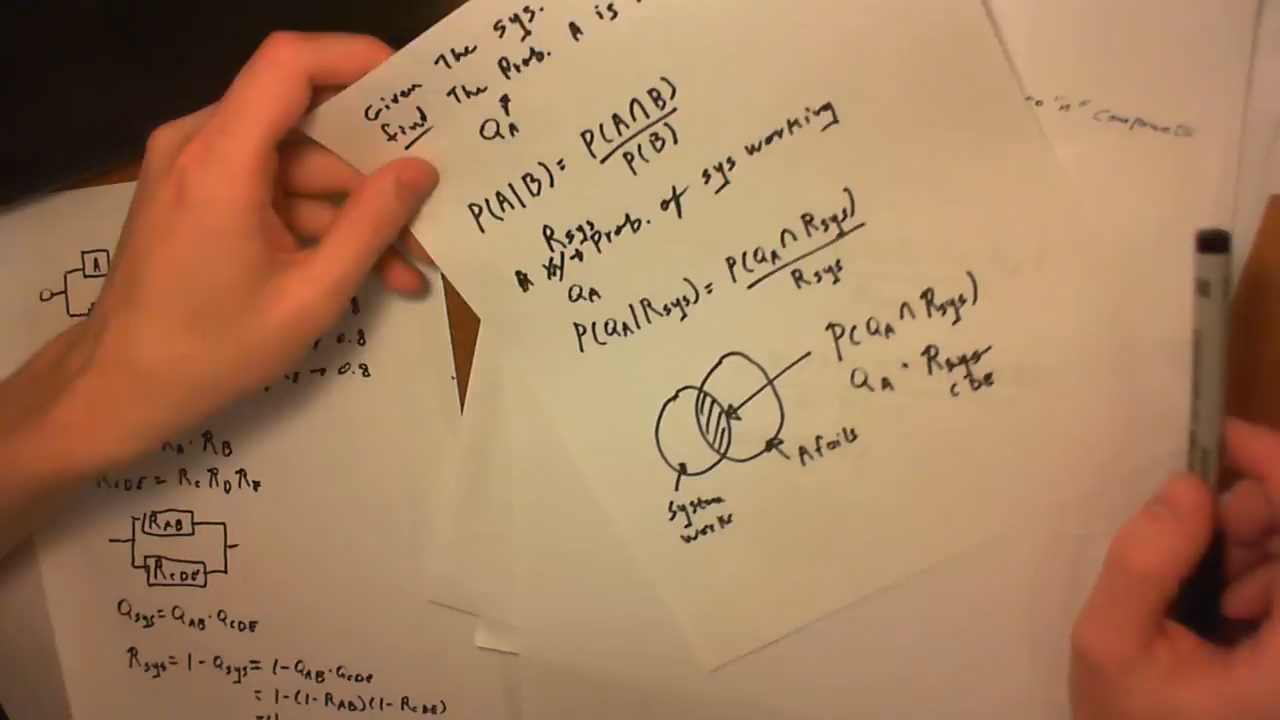 Given The sys.
find The Prob. A is
QA
P(A|B) = P(A∩B)
P(B)
Rsys
→ Prob. of sys working
QA
P(QA|Rsys) = P(QA∩Rsys)
Rsys
P(QA∩Rsys)
QA · Rsys
CDE
A fails
System
works
"n" Components
A
0.8
→ 0.8
· RB
RCDE = RC RD RE
RAB
RCDE
Qsys = QAB · QCDE
Rsys = 1 - Qsys = 1 - QAB · QCDE
= 1 - (1 - RAB)(1 - RCDE)